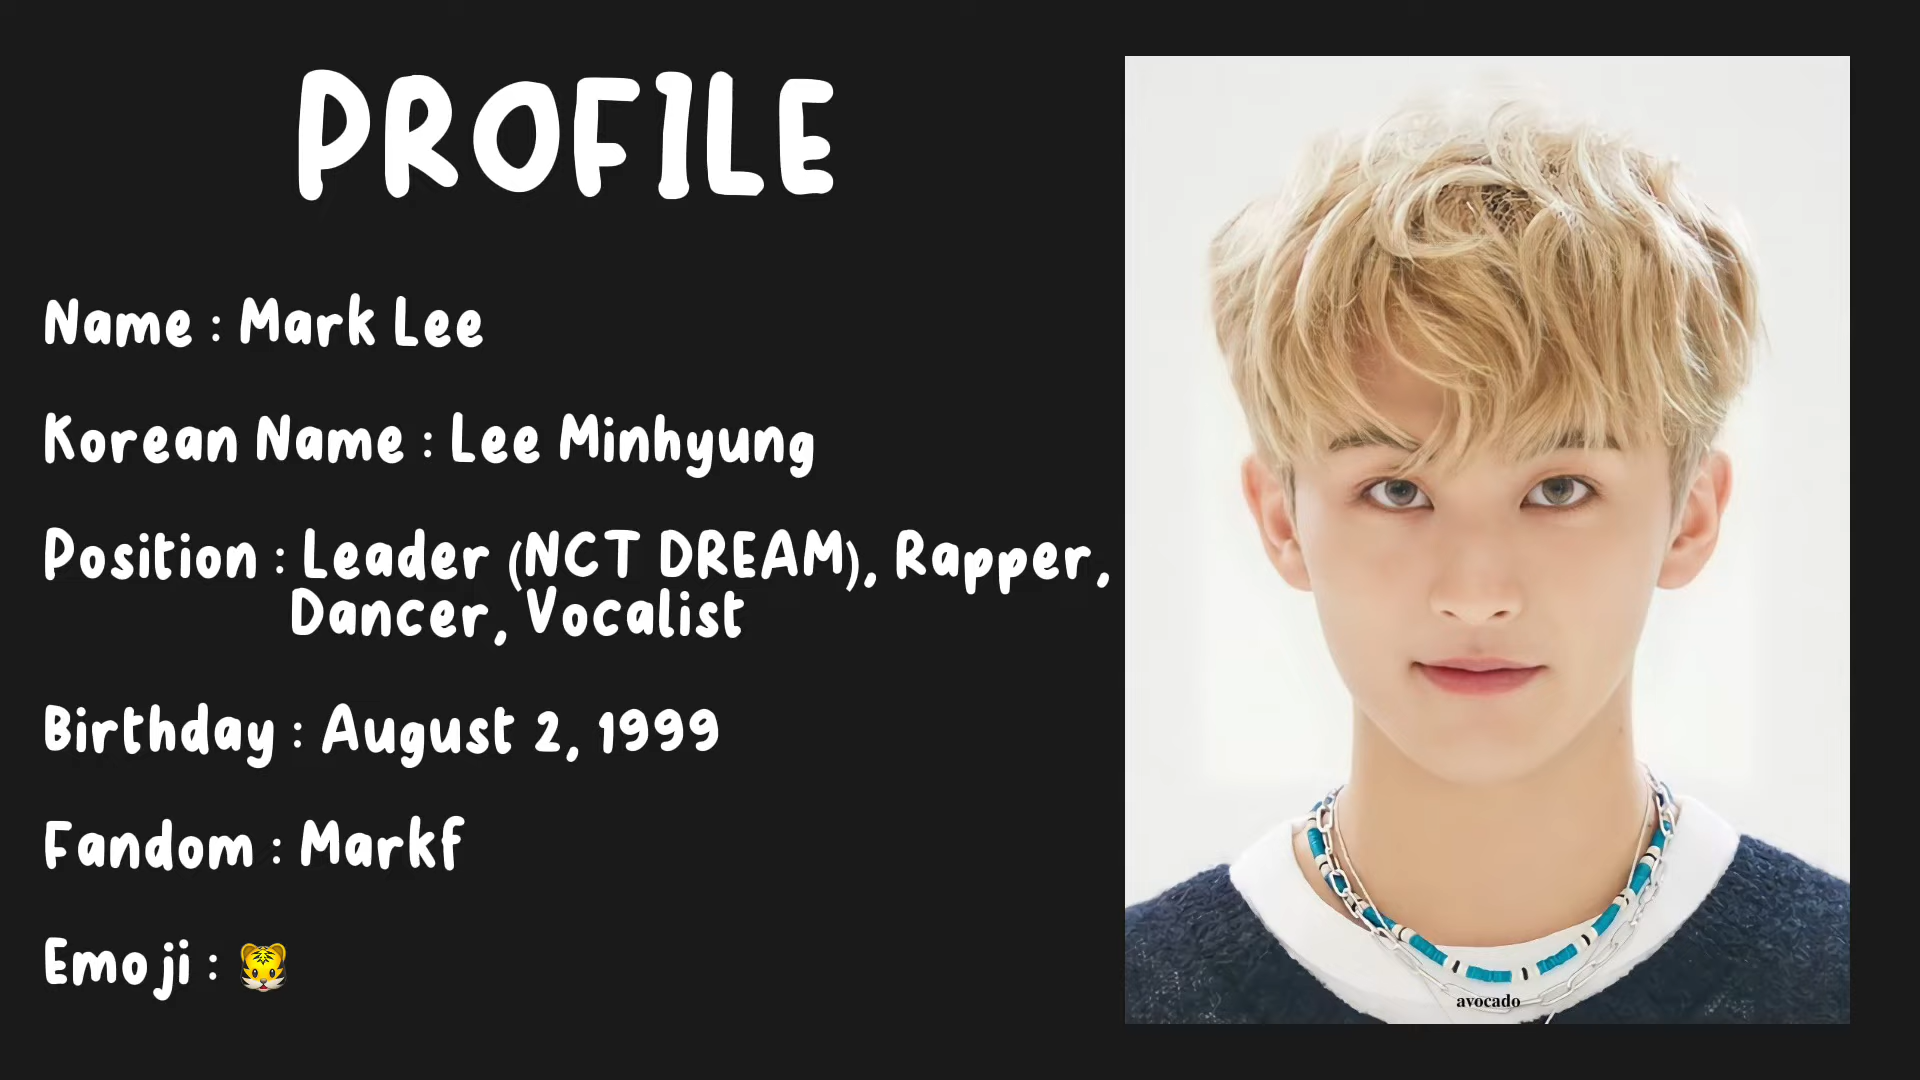 PROFILE
Name : Mark Lee
Korean Name : Lee Minhyung
Position : Leader (NCT DREAM), Rapper,
Dancer, Vocalist
Birthday : August 2, 1999
Fandom : Markf
Emoji : 🐯
avocado